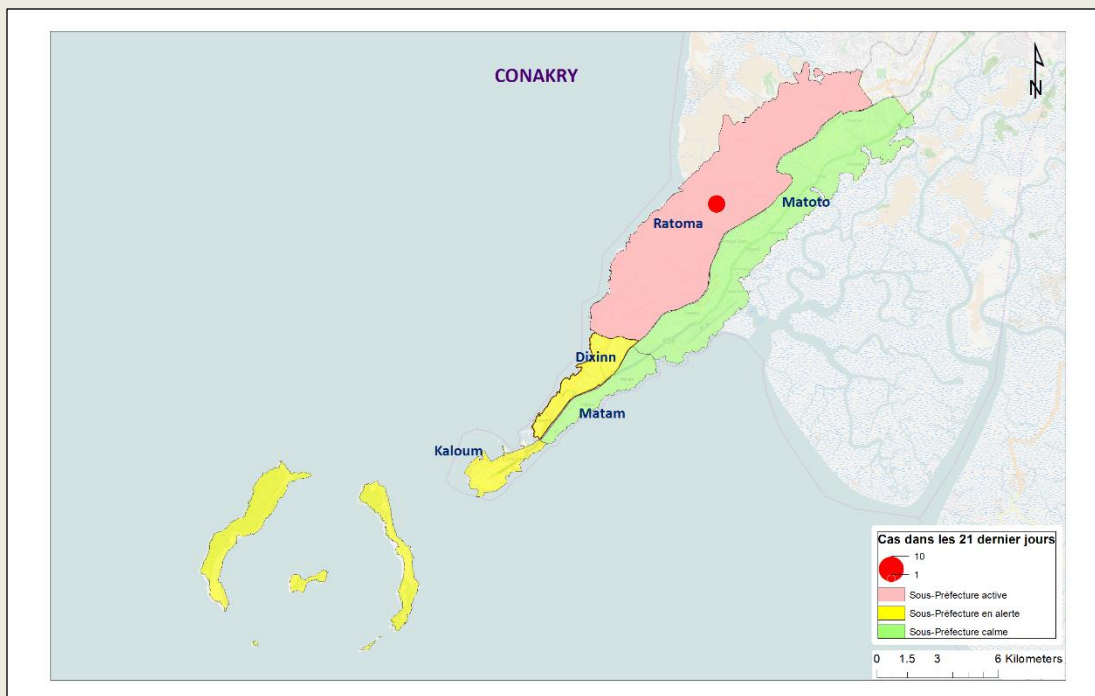 CONAKRY
N
Ratoma
Matoto
Dixinn
Matam
Kaloum
Cas dans les 21 dernier jours
10
1
Sous-Préfecture active
Sous-Préfecture en alerte
Sous-Préfecture calme
0 1.5 3 6 Kilometers